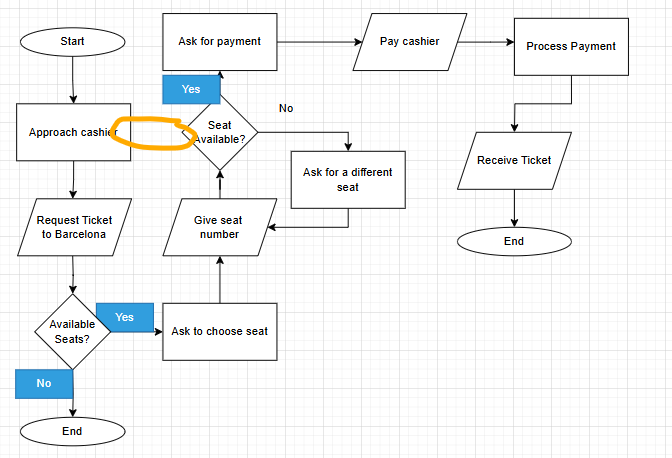 Start
Approach cashier
Request Ticket
to Barcelona
Available
Seats?
Yes
No
End
Ask to choose seat
Give seat
number
Seat
Available?
No
Ask for a different
seat
Yes
Ask for payment
Pay cashier
Process Payment
Receive Ticket
End